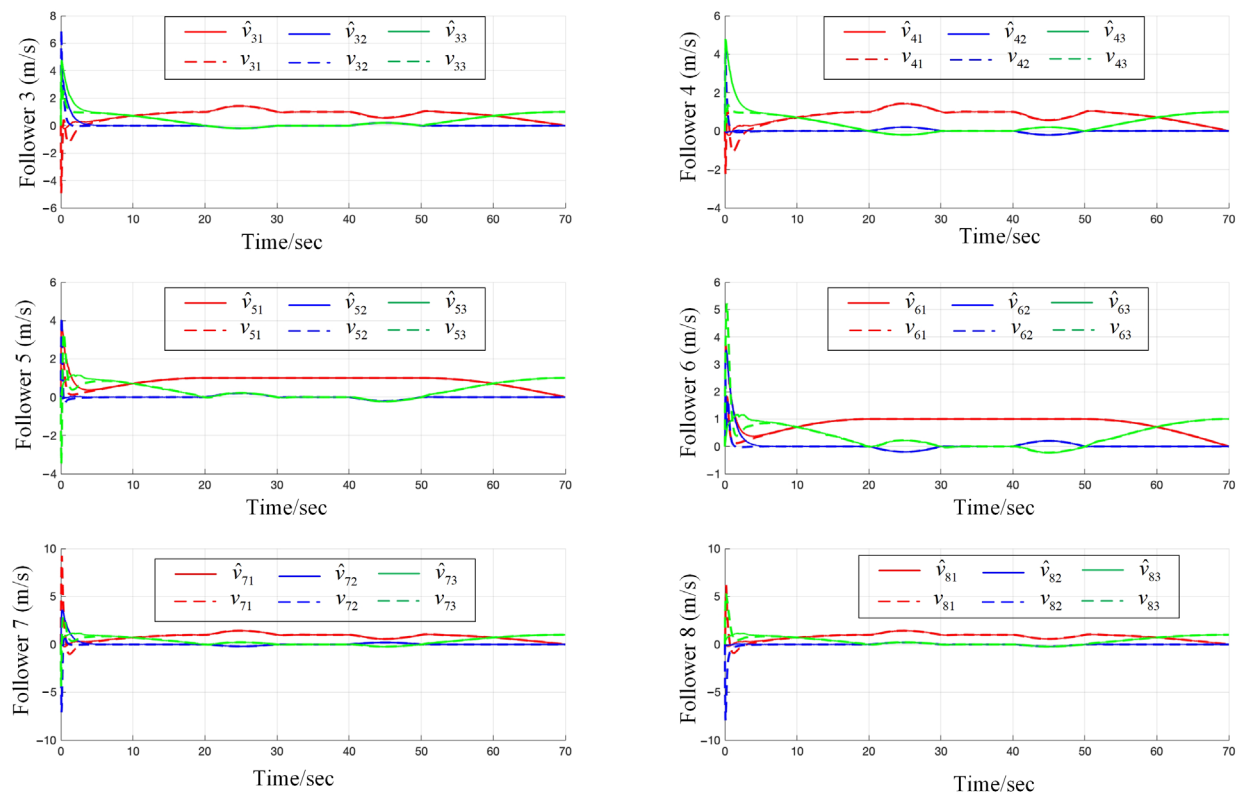 v̂31 v̂32 v̂33
v31 v32 v33
Follower 3 (m/s)
8
6
4
2
0
−2
−4
−6
0 10 20 30 40 50 60 70
Time/sec
v̂41 v̂42 v̂43
v41 v42 v43
Follower 4 (m/s)
6
4
2
0
−2
−4
0 10 20 30 40 50 60 70
Time/sec
v̂51 v̂52 v̂53
v51 v52 v53
Follower 5 (m/s)
6
4
2
0
−2
−4
0 10 20 30 40 50 60 70
Time/sec
v̂61 v̂62 v̂63
v61 v62 v63
Follower 6 (m/s)
6
5
4
3
2
1
0
−1
0 10 20 30 40 50 60 70
Time/sec
v̂71 v̂72 v̂73
v71 v72 v73
Follower 7 (m/s)
10
5
0
−5
−10
0 10 20 30 40 50 60 70
Time/sec
v̂81 v̂82 v̂83
v81 v82 v83
Follower 8 (m/s)
10
5
0
−5
−10
0 10 20 30 40 50 60 70
Time/sec